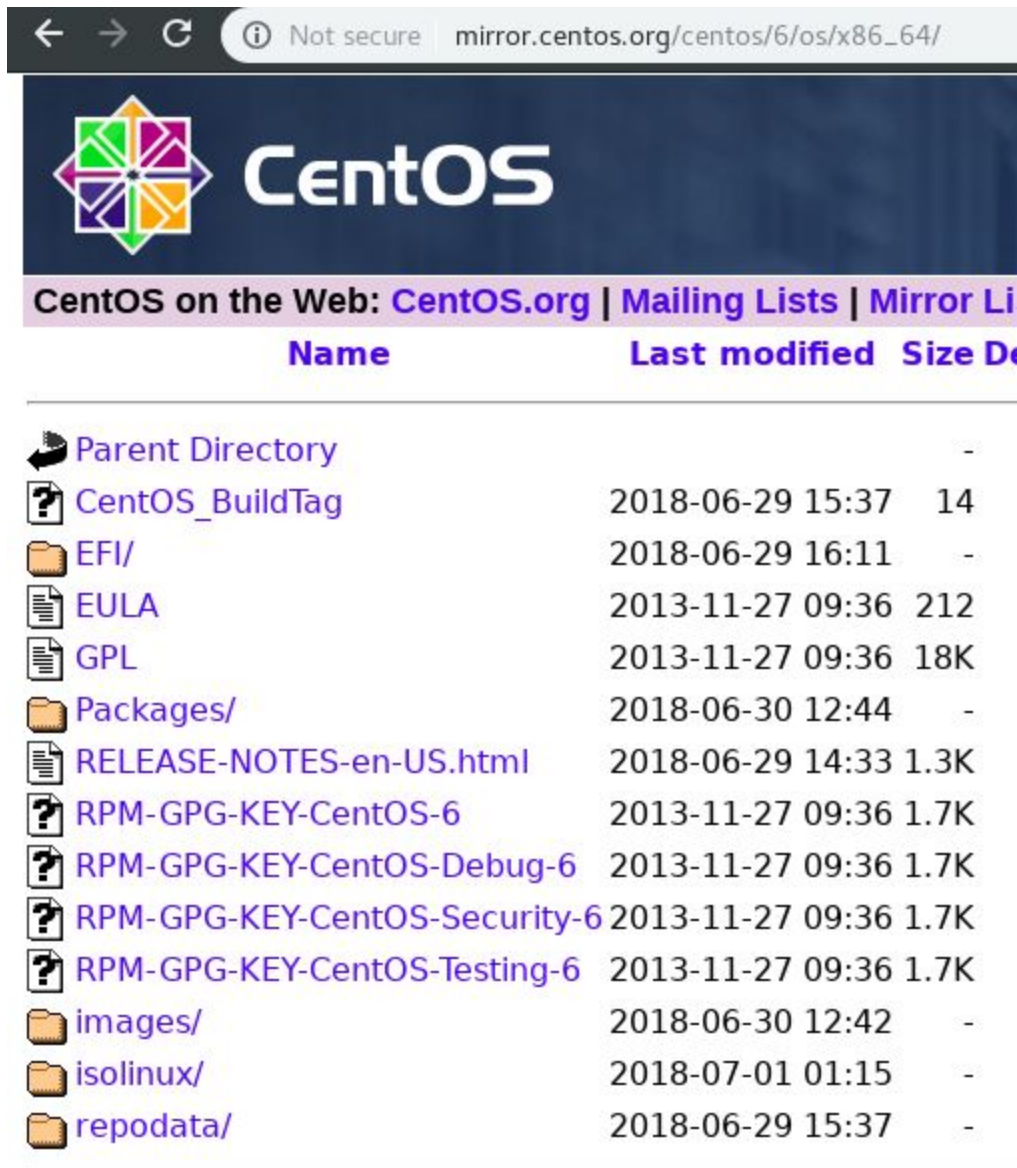 Not secure mirror.centos.org/centos/6/os/x86_64/
CentOS
CentOS on the Web: CentOS.org | Mailing Lists | Mirror Li
Name Last modified Size De
Parent Directory -
CentOS_BuildTag 2018-06-29 15:37 14
EFI/ 2018-06-29 16:11 -
EULA 2013-11-27 09:36 212
GPL 2013-11-27 09:36 18K
Packages/ 2018-06-30 12:44 -
RELEASE-NOTES-en-US.html 2018-06-29 14:33 1.3K
RPM-GPG-KEY-CentOS-6 2013-11-27 09:36 1.7K
RPM-GPG-KEY-CentOS-Debug-6 2013-11-27 09:36 1.7K
RPM-GPG-KEY-CentOS-Security-6 2013-11-27 09:36 1.7K
RPM-GPG-KEY-CentOS-Testing-6 2013-11-27 09:36 1.7K
images/ 2018-06-30 12:42 -
isolinux/ 2018-07-01 01:15 -
repodata/ 2018-06-29 15:37 -